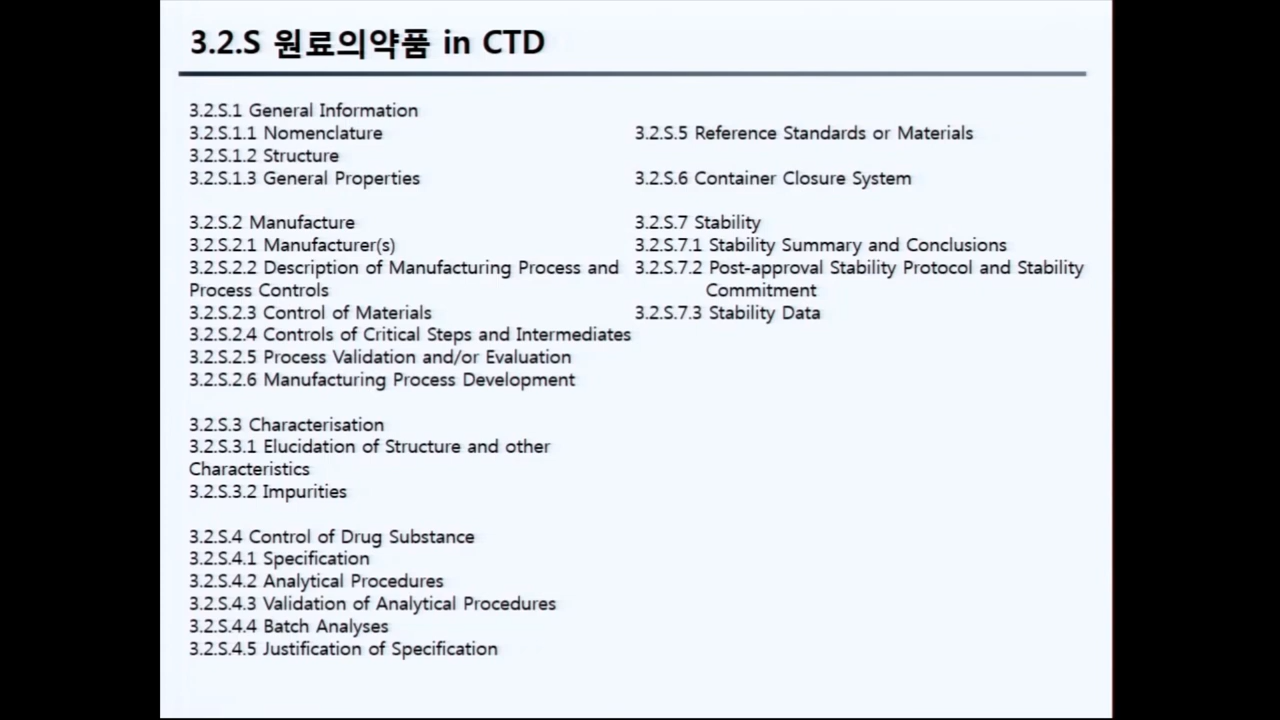 3.2.S 원료의약품 in CTD
3.2.S.1 General Information
3.2.S.1.1 Nomenclature
3.2.S.1.2 Structure
3.2.S.1.3 General Properties
3.2.S.2 Manufacture
3.2.S.2.1 Manufacturer(s)
3.2.S.2.2 Description of Manufacturing Process and
Process Controls
3.2.S.2.3 Control of Materials
3.2.S.2.4 Controls of Critical Steps and Intermediates
3.2.S.2.5 Process Validation and/or Evaluation
3.2.S.2.6 Manufacturing Process Development
3.2.S.3 Characterisation
3.2.S.3.1 Elucidation of Structure and other
Characteristics
3.2.S.3.2 Impurities
3.2.S.4 Control of Drug Substance
3.2.S.4.1 Specification
3.2.S.4.2 Analytical Procedures
3.2.S.4.3 Validation of Analytical Procedures
3.2.S.4.4 Batch Analyses
3.2.S.4.5 Justification of Specification
3.2.S.5 Reference Standards or Materials
3.2.S.6 Container Closure System
3.2.S.7 Stability
3.2.S.7.1 Stability Summary and Conclusions
3.2.S.7.2 Post-approval Stability Protocol and Stability
Commitment
3.2.S.7.3 Stability Data